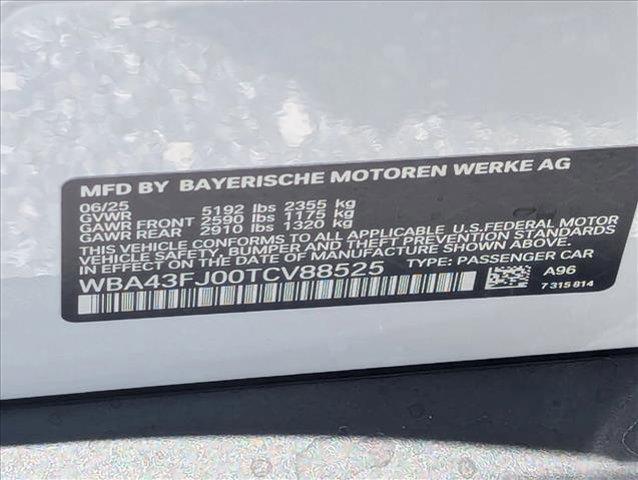 MFD BY BAYERISCHE MOTOREN WERKE AG
06/25
GVWR 5192 lbs 2355 kg
GAWR FRONT 2590 lbs 1175 kg
GAWR REAR 2910 lbs 1320 kg
THIS VEHICLE CONFORMS TO ALL APPLICABLE U.S.FEDERAL MOTOR
VEHICLE SAFETY, BUMPER AND THEFT PREVENTION STANDARDS
IN EFFECT ON THE DATE OF MANUFACTURE SHOWN ABOVE.
WBA43FJ00TCV88525 TYPE: PASSENGER CAR
A96
7 315 814